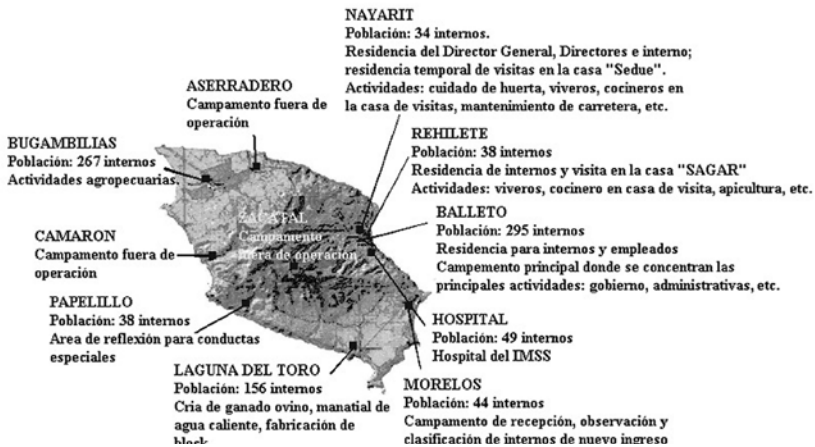 NAYARIT
Población: 34 internos.
Residencia del Director General, Directores e interno;
residencia temporal de visitas en la casa "Sedue".
Actividades: cuidado de huerta, viveros, cocineros en
la casa de visitas, mantenimiento de carretera, etc.
ASERRADERO
Campamento fuera de
operación
BUGAMBILIAS
Población: 267 internos
Actividades agropecuarias.
REHILETE
Población: 38 internos
Residencia de internos y visita en la casa "SAGAR"
Actividades: viveros, cocinero en casa de visita, apicultura, etc.
ZACATAL
Campamento
fuera de operación
BALLETO
Población: 295 internos
Residencia para internos y empleados
Campemento principal donde se concentran las
principales actividades: gobierno, administrativas, etc.
CAMARON
Campamento fuera de
operación
PAPELILLO
Población: 38 internos
Area de reflexión para conductas
especiales
HOSPITAL
Población: 49 internos
Hospital del IMSS
LAGUNA DEL TORO
Población: 156 internos
Cria de ganado ovino, manatial de
agua caliente, fabricación de
block
MORELOS
Población: 44 internos
Campamento de recepción, observación y
clasificación de internos de nuevo ingreso